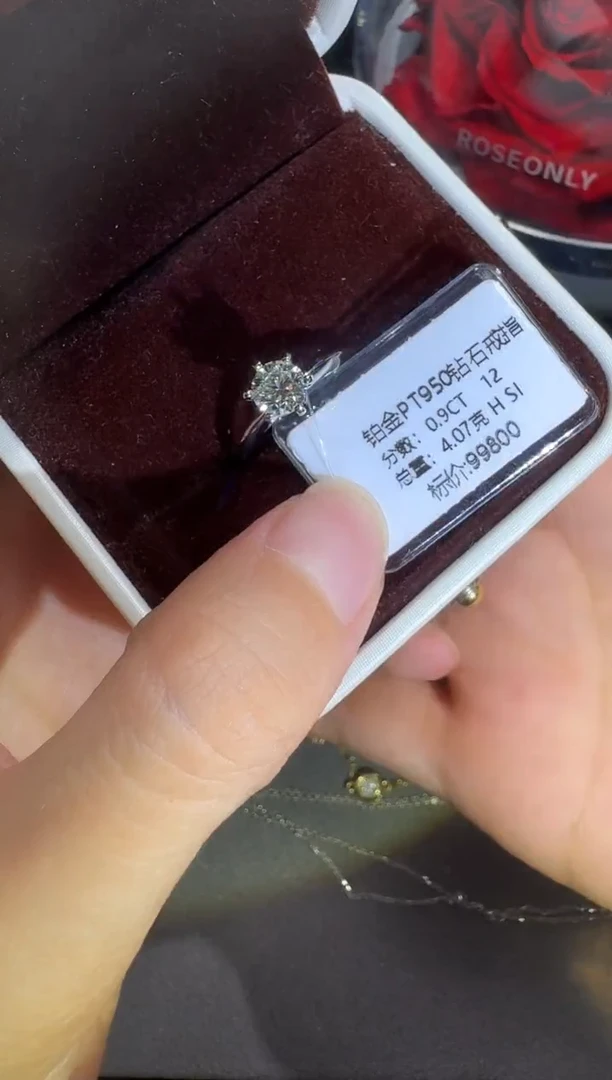 ROSEONLY
铂金PT950钻石戒指
分数：0.9CT 12
总重：4.07克 H SI
标价:99800